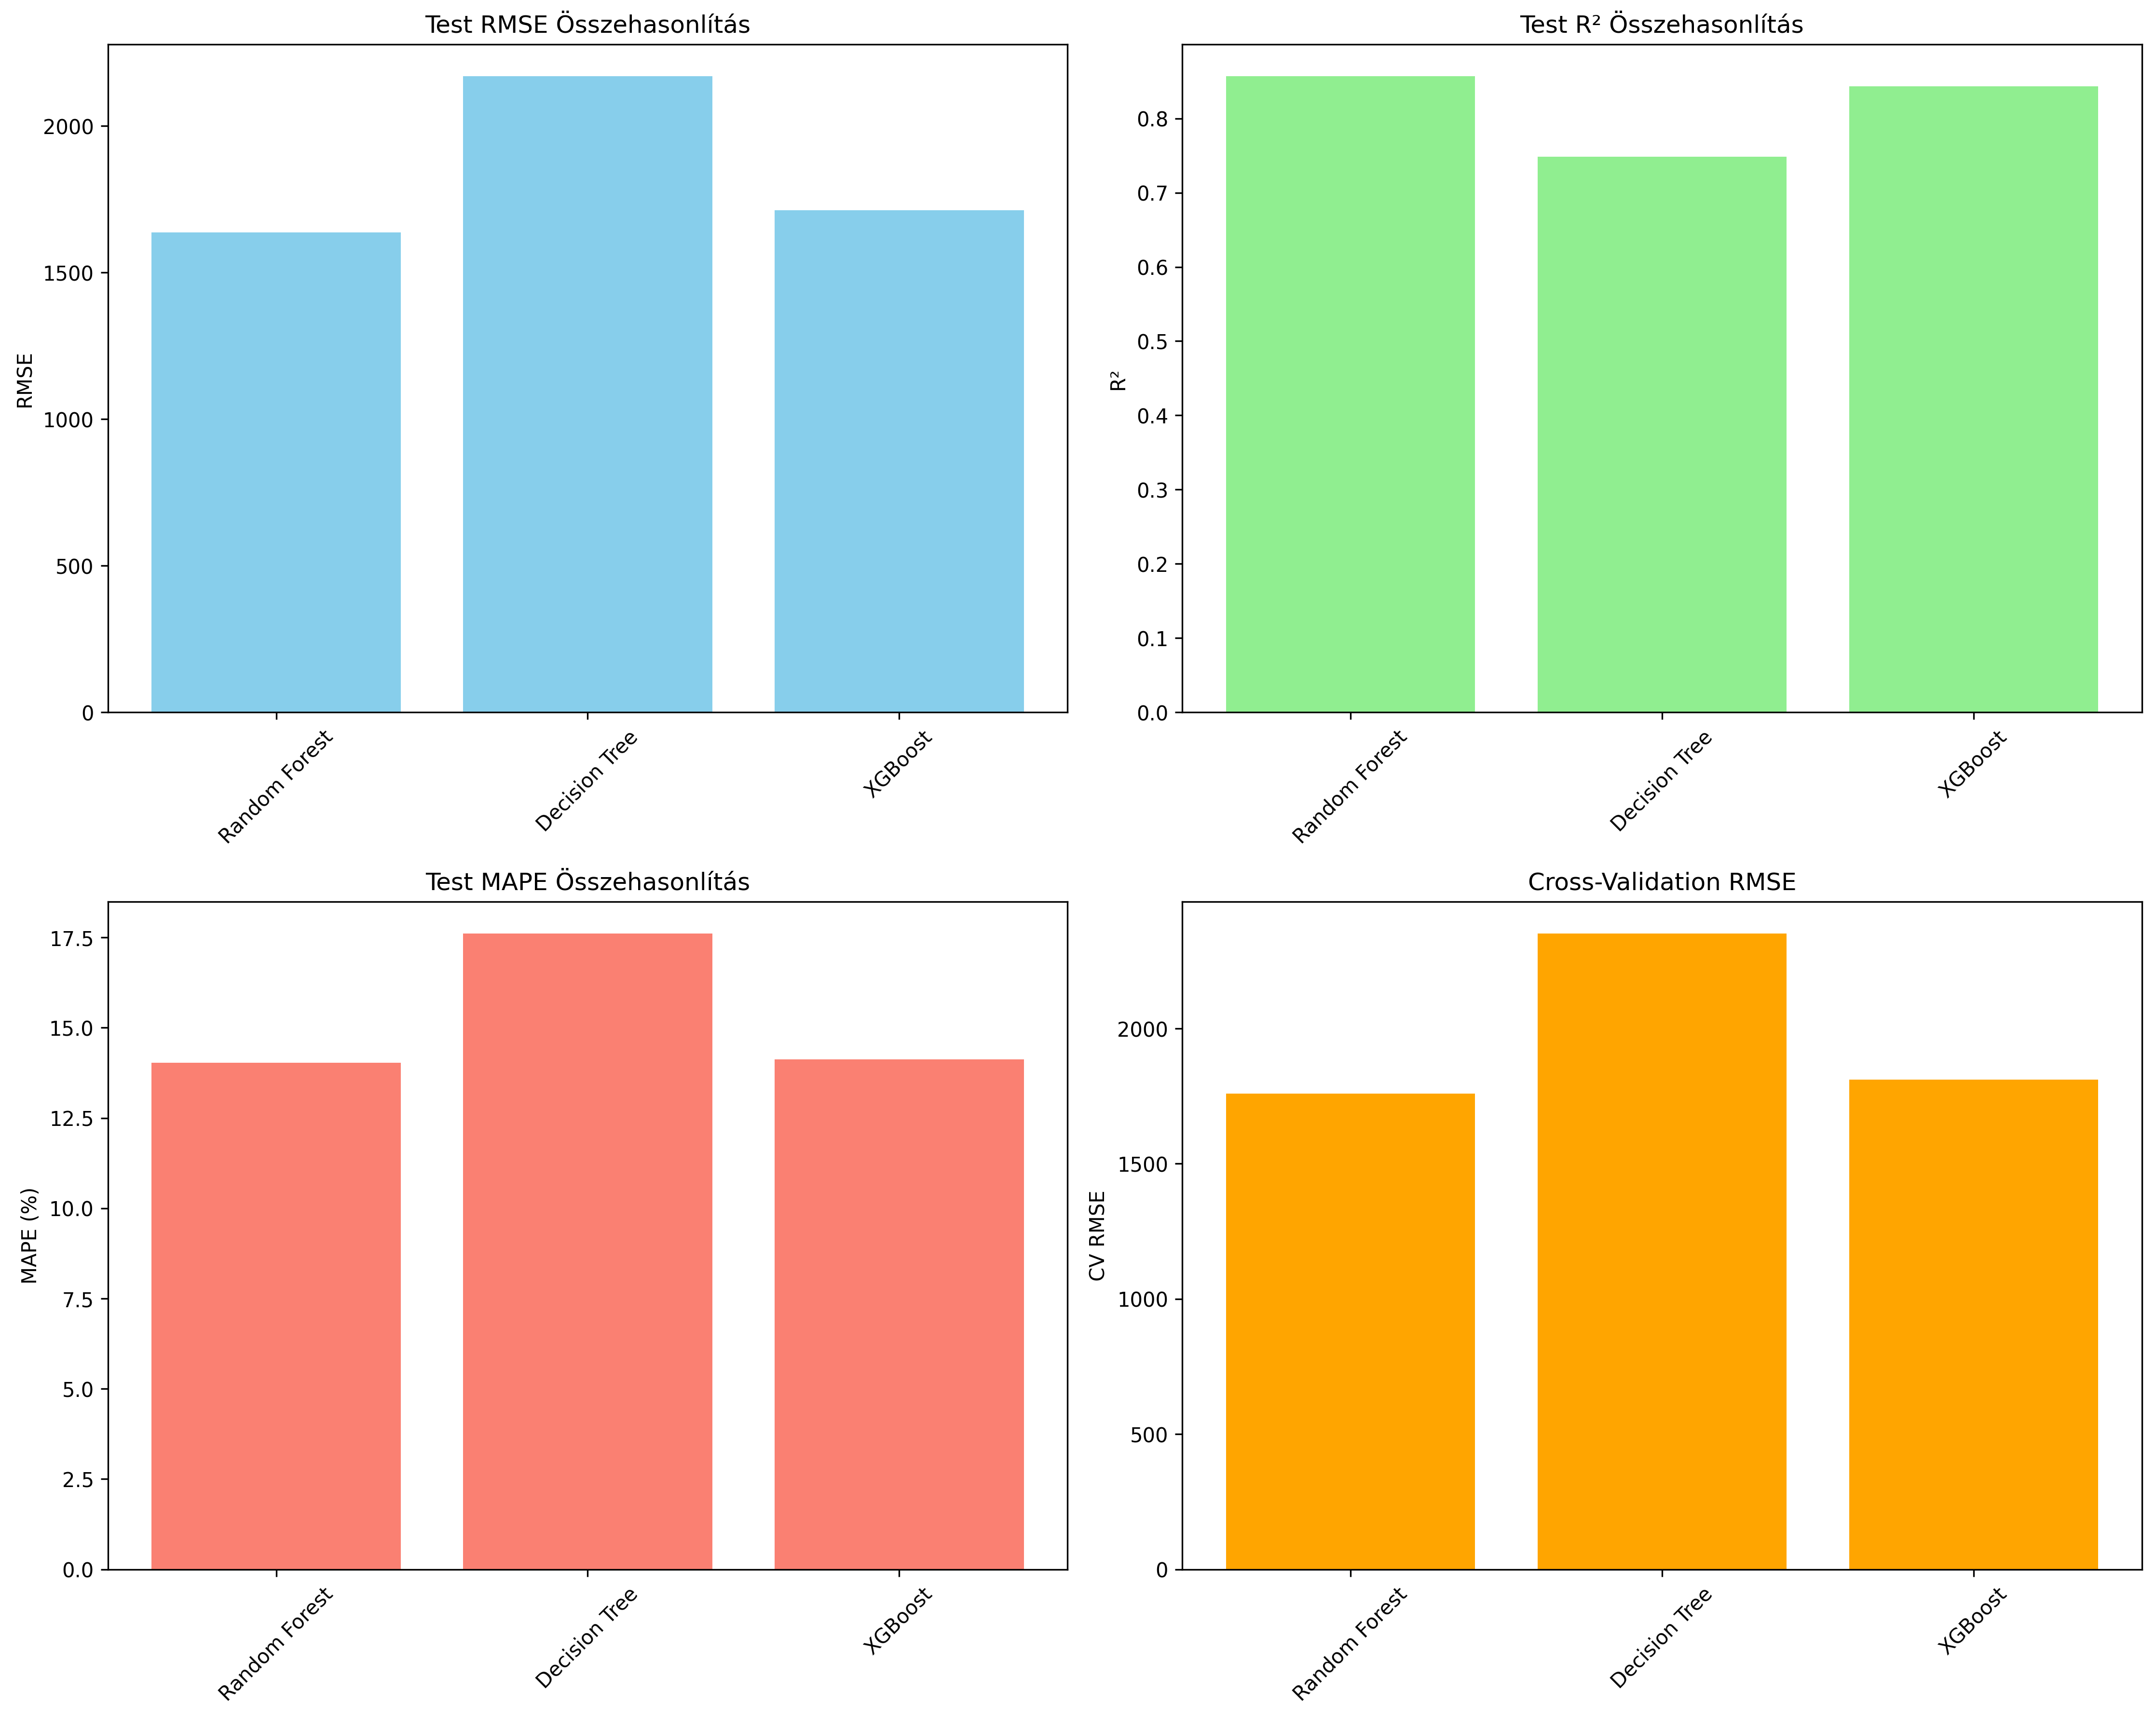 Test RMSE Összehasonlítás
RMSE
2000
1500
1000
500
0
Random Forest
Decision Tree
XGBoost
Test R² Összehasonlítás
R²
0.8
0.7
0.6
0.5
0.4
0.3
0.2
0.1
0.0
Random Forest
Decision Tree
XGBoost
Test MAPE Összehasonlítás
MAPE (%)
17.5
15.0
12.5
10.0
7.5
5.0
2.5
0.0
Random Forest
Decision Tree
XGBoost
Cross-Validation RMSE
CV RMSE
2000
1500
1000
500
0
Random Forest
Decision Tree
XGBoost